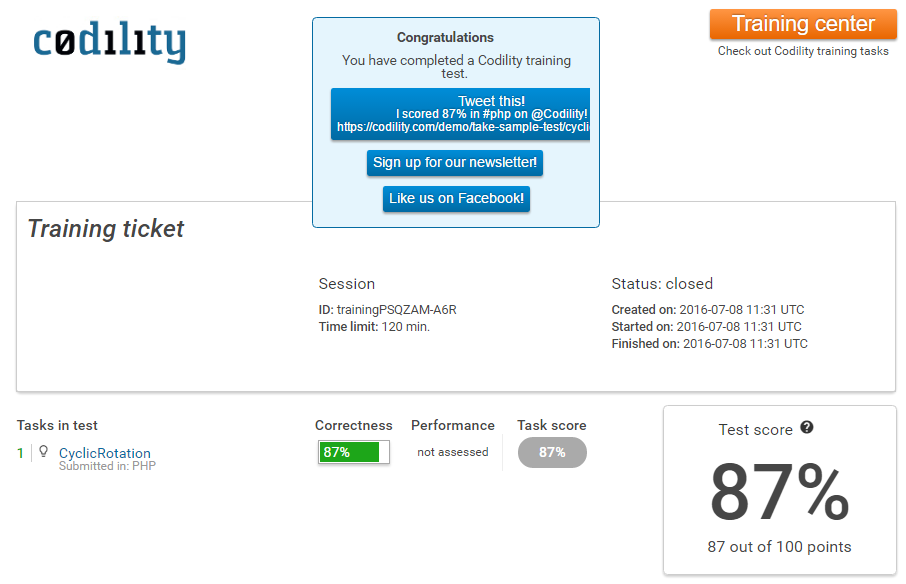 codility
Congratulations
You have completed a Codility training
test.
Tweet this!
I scored 87% in #php on @Codility!
https://codility.com/demo/take-sample-test/cycli
Sign up for our newsletter!
Like us on Facebook!
Training center
Check out Codility training tasks
Training ticket
Session
ID: trainingPSQZAM-A6R
Time limit: 120 min.
Status: closed
Created on: 2016-07-08 11:31 UTC
Started on: 2016-07-08 11:31 UTC
Finished on: 2016-07-08 11:31 UTC
Tasks in test
Correctness
Performance
Task score
1
CyclicRotation
Submitted in: PHP
87%
not assessed
87%
Test score ?
87%
87 out of 100 points